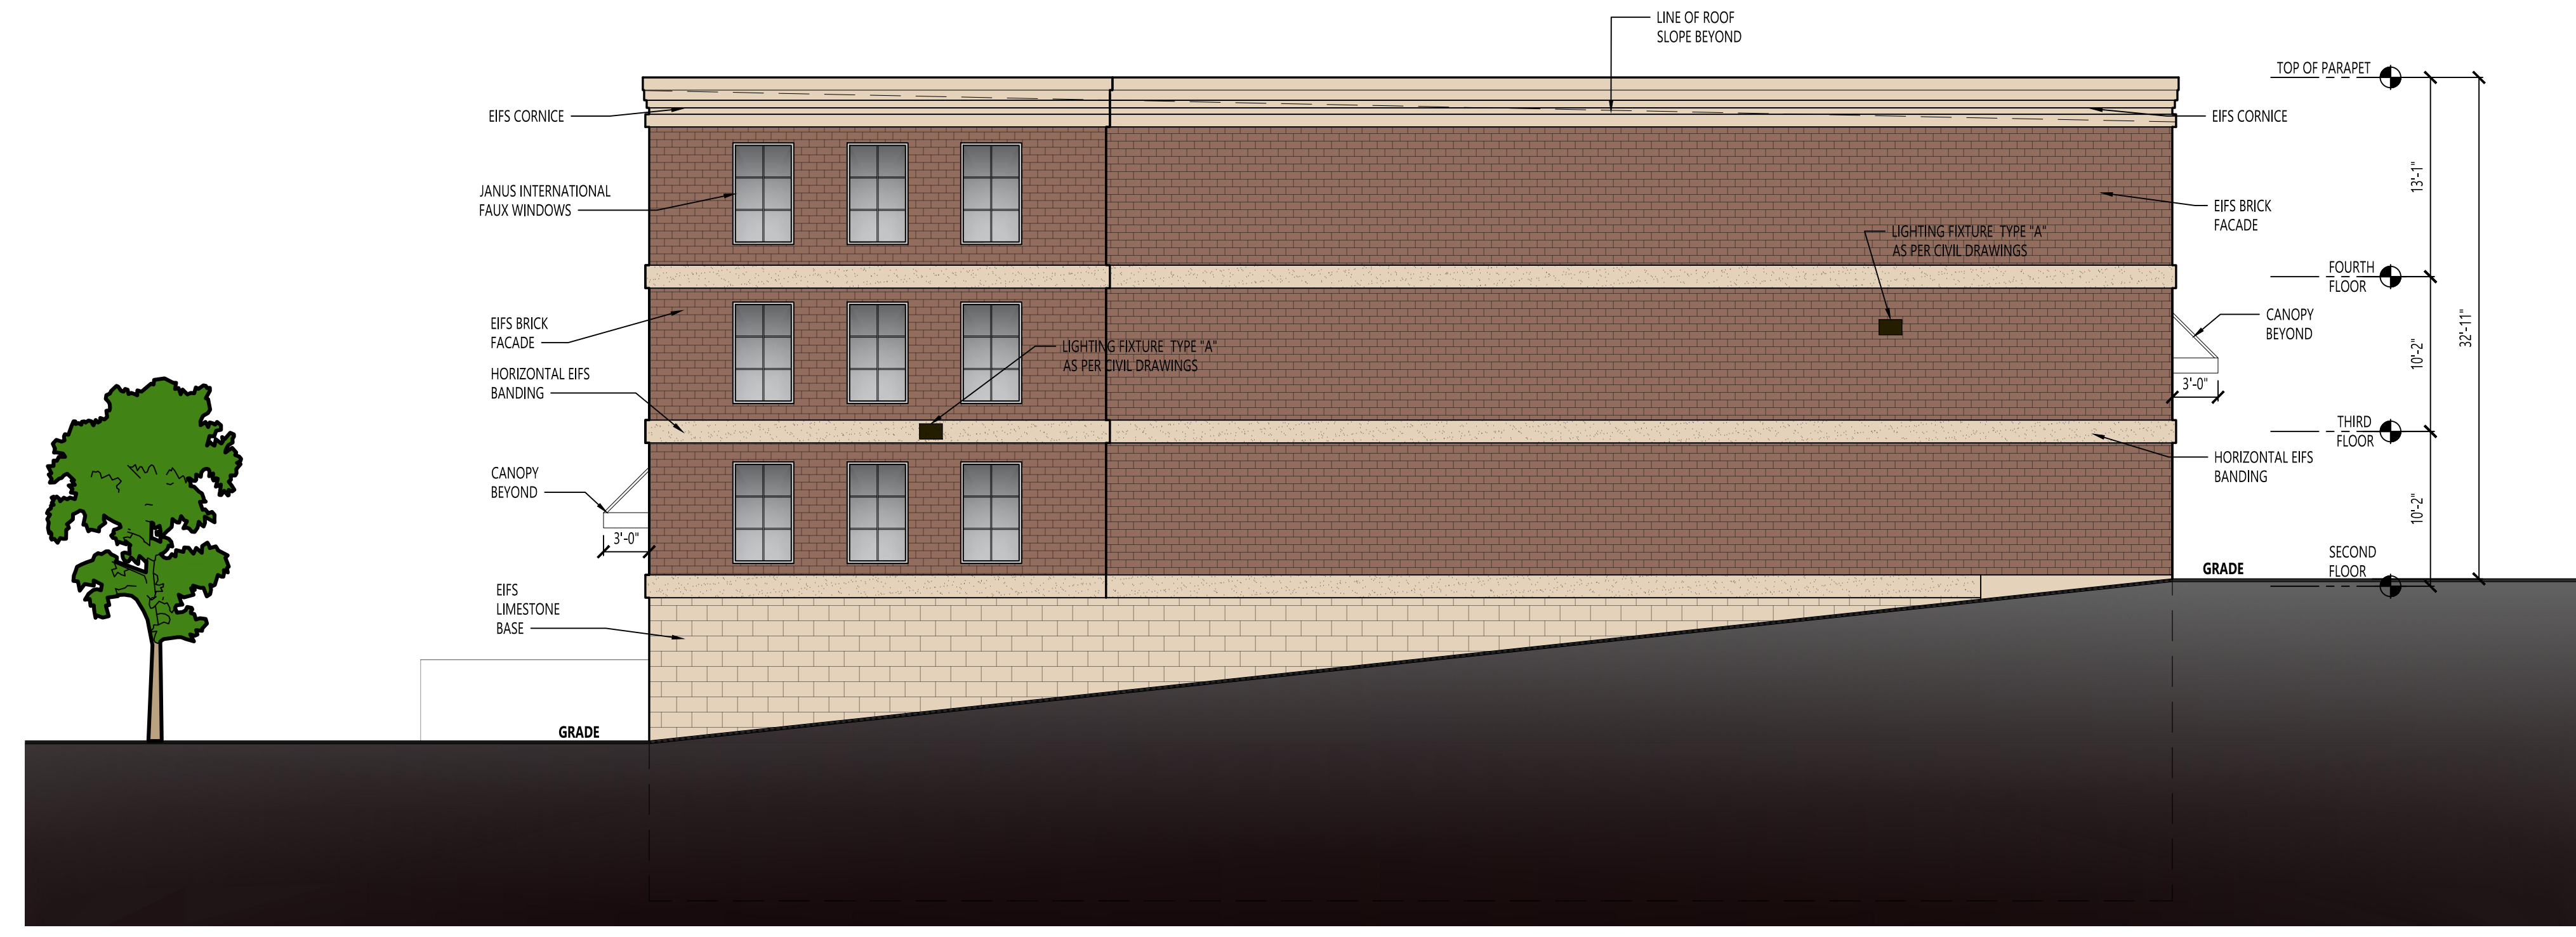 LINE OF ROOF
SLOPE BEYOND
TOP OF PARAPET
EIFS CORNICE
EIFS CORNICE
JANUS INTERNATIONAL
FAUX WINDOWS
13'-1"
EIFS BRICK
FACADE
LIGHTING FIXTURE TYPE "A"
AS PER CIVIL DRAWINGS
FOURTH
FLOOR
EIFS BRICK
FACADE
CANOPY
BEYOND
32'-11"
10'-2"
LIGHTING FIXTURE TYPE "A"
AS PER CIVIL DRAWINGS
HORIZONTAL EIFS
BANDING
3'-0"
THIRD
FLOOR
HORIZONTAL EIFS
BANDING
CANOPY
BEYOND
10'-2"
3'-0"
SECOND
FLOOR
GRADE
EIFS
LIMESTONE
BASE
GRADE